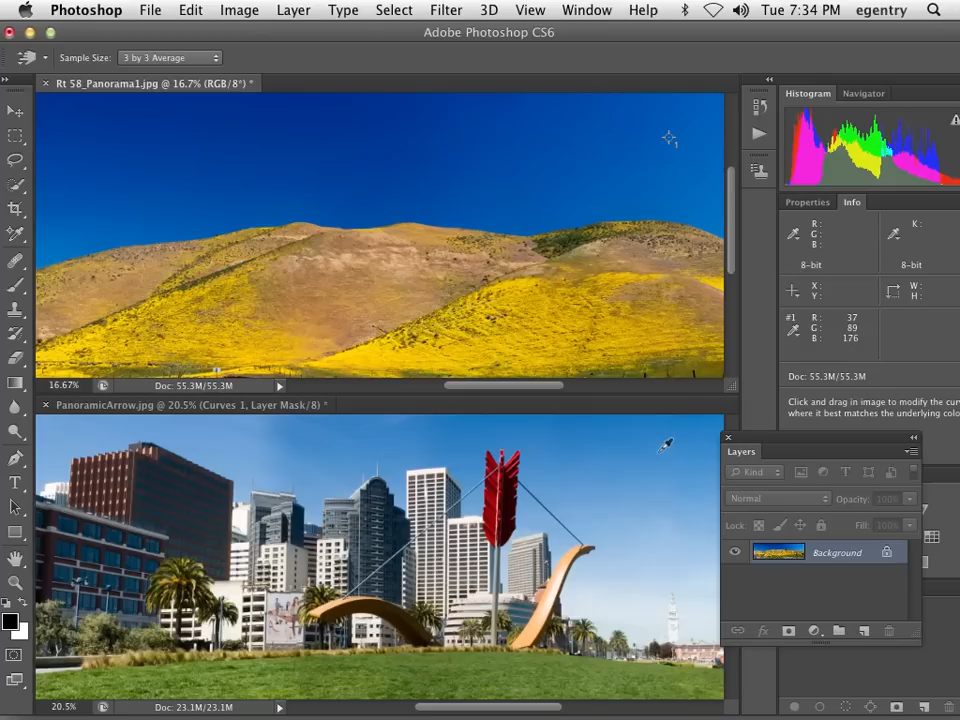 Photoshop File Edit Image Layer Type Select Filter 3D View Window Help Tue 7:34 PM egentry
Adobe Photoshop CS6
Sample Size: 3 by 3 Average
Rt 58_Panorama1.jpg @ 16.7% (RGB/8*) *
Histogram Navigator
1
Properties Info
R: K:
G:
B:
8-bit 8-bit
X: W:
Y: H:
#1 R: 37
G: 89
B: 176
Doc: 55.3M/55.3M
Click and drag in image to modify the curv
where it best matches the underlying colo
16.67% Doc: 55.3M/55.3M
PanoramicArrow.jpg @ 20.5% (Curves 1, Layer Mask/8) *
Layers
Kind
Normal Opacity: 100%
Lock: Fill: 100%
Background
fx
20.5% Doc: 23.1M/23.1M